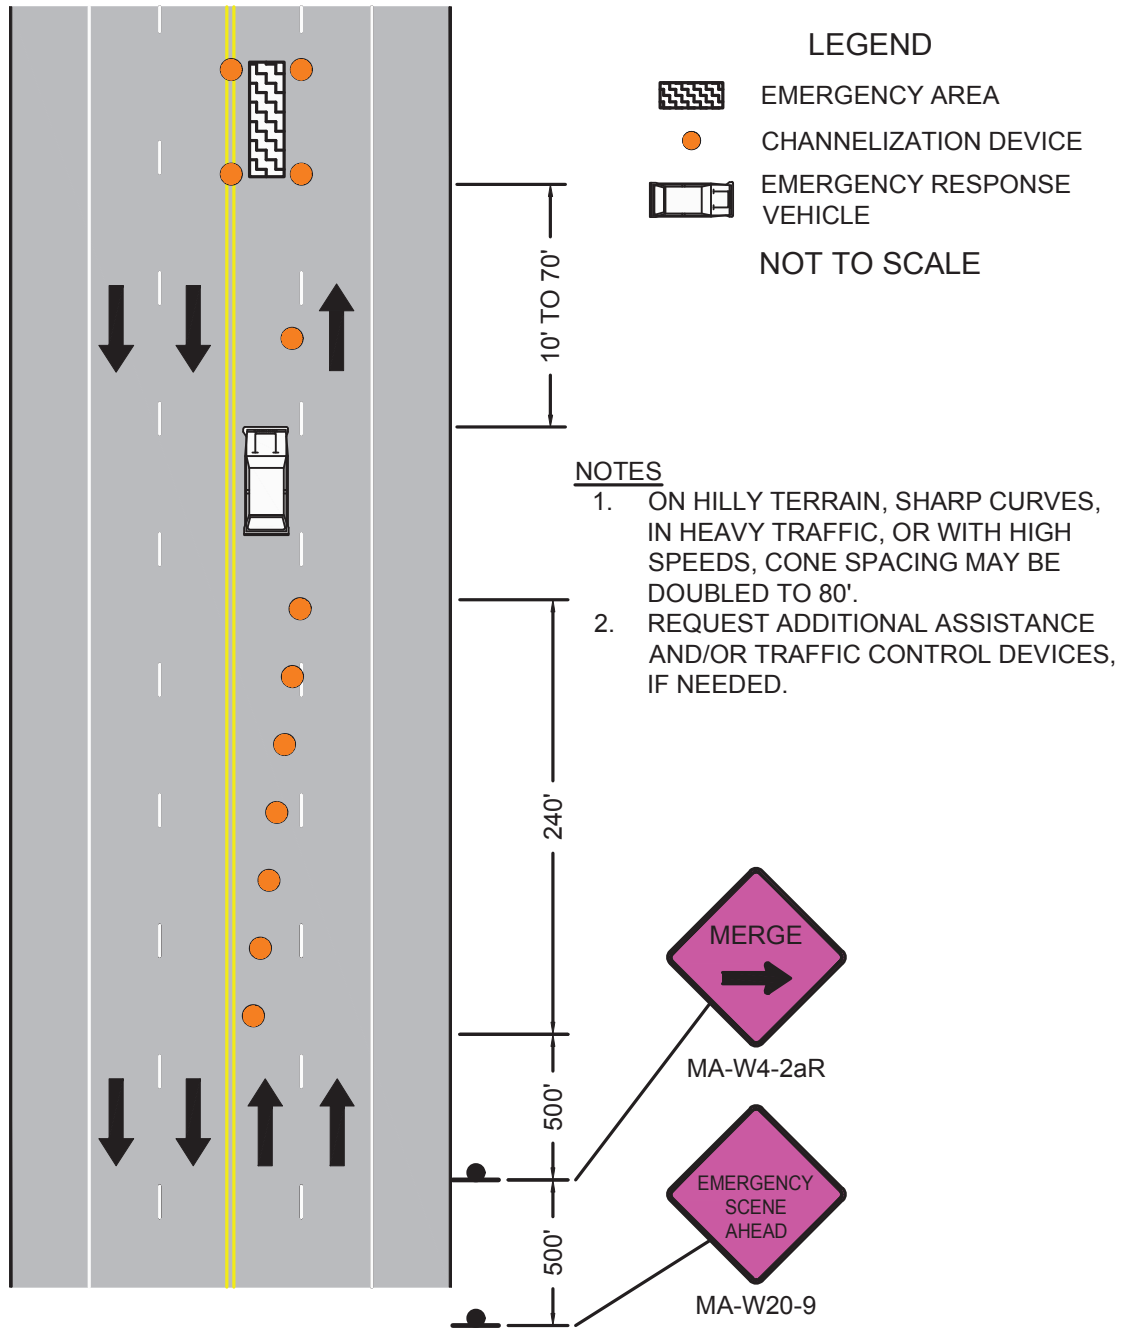 LEGEND
EMERGENCY AREA
CHANNELIZATION DEVICE
EMERGENCY RESPONSE
VEHICLE
NOT TO SCALE
10' TO 70'
NOTES
1. ON HILLY TERRAIN, SHARP CURVES,
IN HEAVY TRAFFIC, OR WITH HIGH
SPEEDS, CONE SPACING MAY BE
DOUBLED TO 80'.
2. REQUEST ADDITIONAL ASSISTANCE
AND/OR TRAFFIC CONTROL DEVICES,
IF NEEDED.
240'
MERGE
MA-W4-2aR
500'
EMERGENCY
SCENE
AHEAD
500'
MA-W20-9